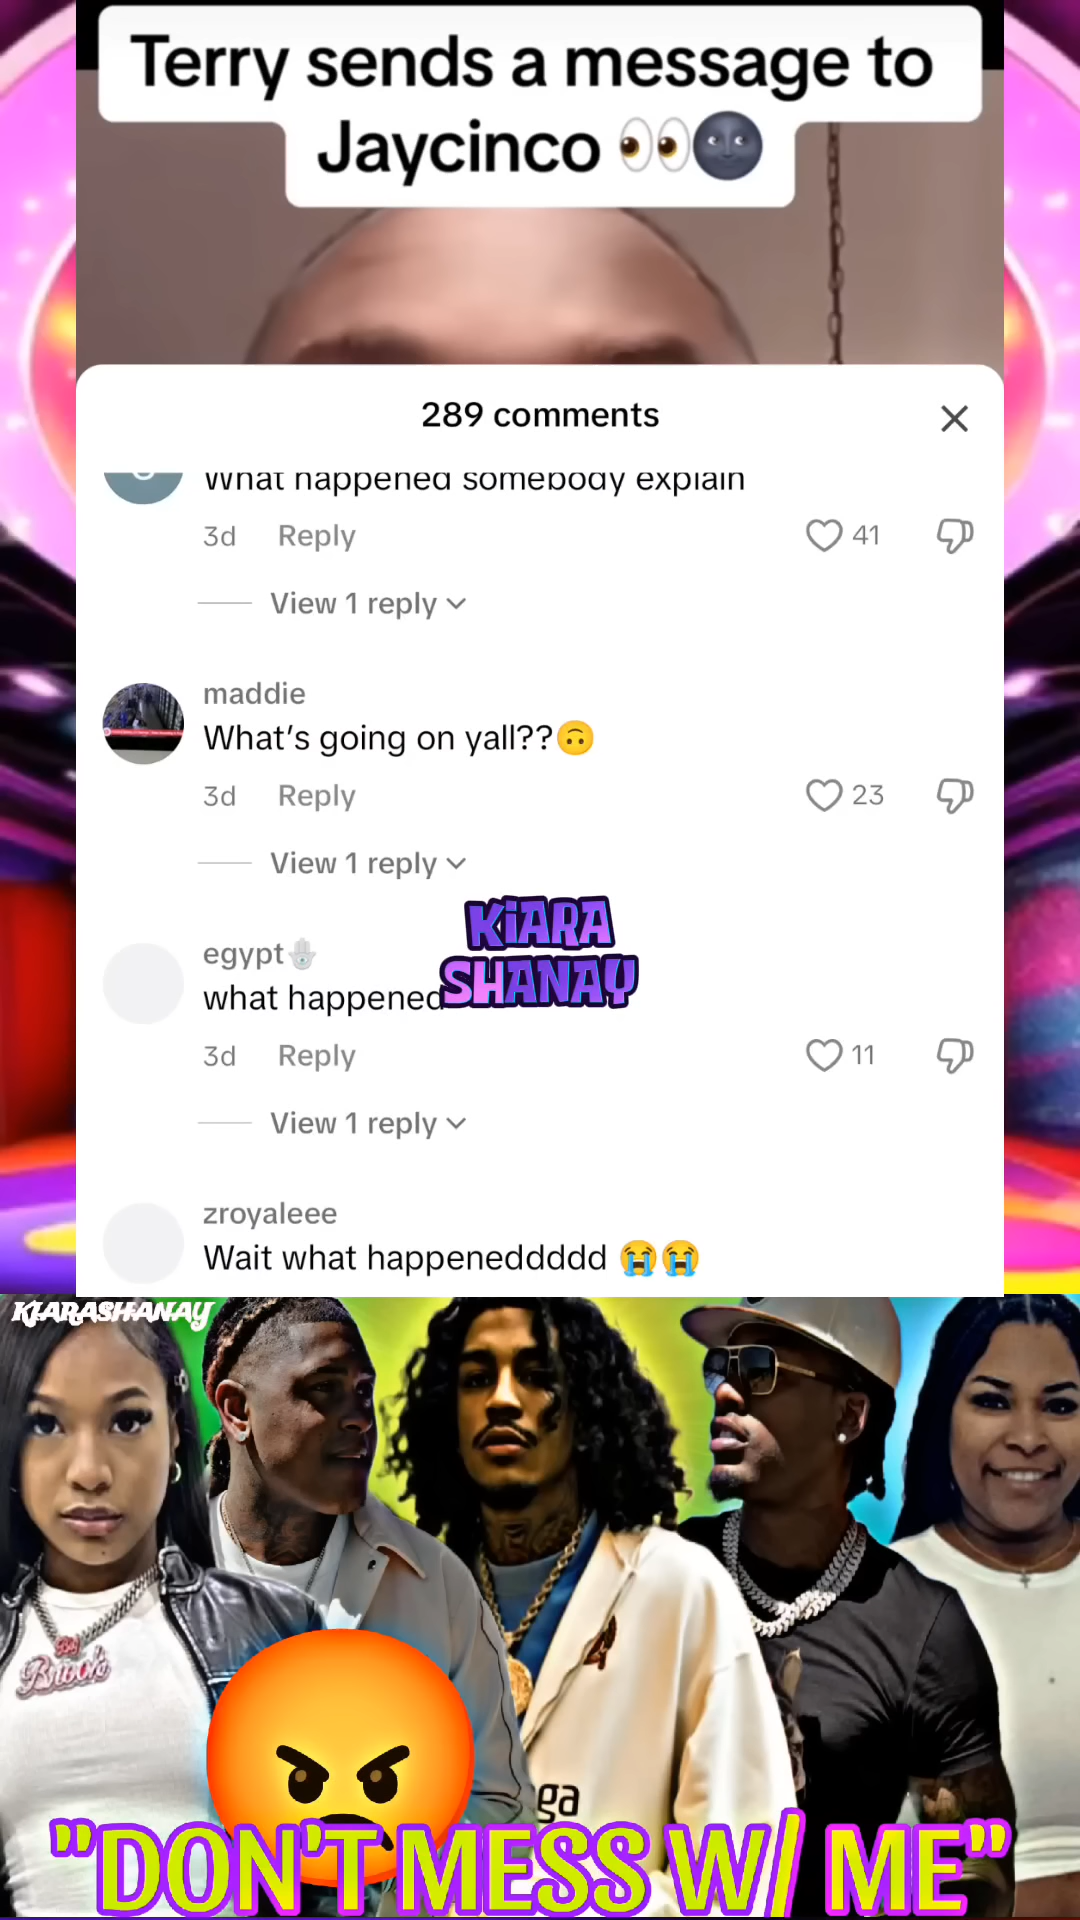 Terry sends a message to
Jaycinco 👀🌚
289 comments
What happened somebody explain
3d Reply 41
View 1 reply
maddie
What's going on yall??🙃
3d Reply 23
View 1 reply
egypt🪬
what happened
KiARA
SHANAY
3d Reply 11
View 1 reply
zroyaleee
Wait what happeneddddd 😭😭
KIARASHANAY
Brook
ga
"DON'T MESS W/ ME"